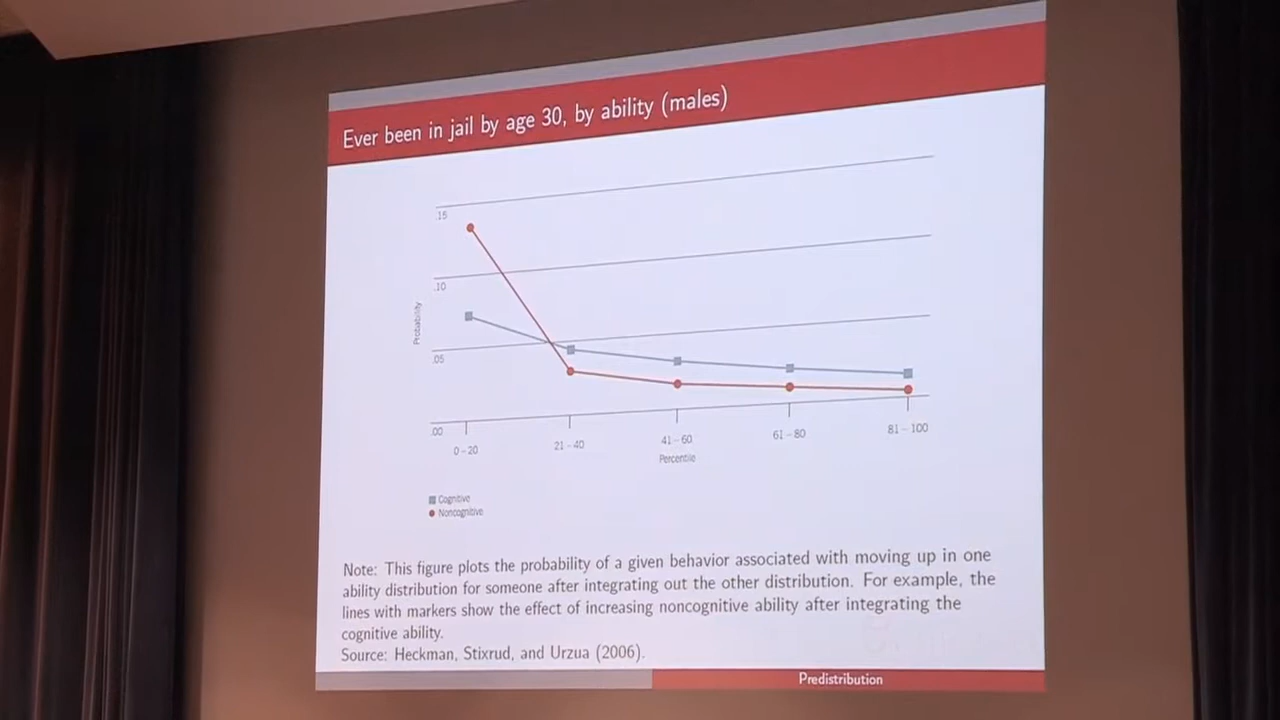 Ever been in jail by age 30, by ability (males)
.15
.10
.05
.00
Probability
0 – 20
21 – 40
41 – 60
61 – 80
81 – 100
Percentile
Cognitive
Noncognitive
Note: This figure plots the probability of a given behavior associated with moving up in one
ability distribution for someone after integrating out the other distribution. For example, the
lines with markers show the effect of increasing noncognitive ability after integrating the
cognitive ability.
Source: Heckman, Stixrud, and Urzua (2006).
Predistribution